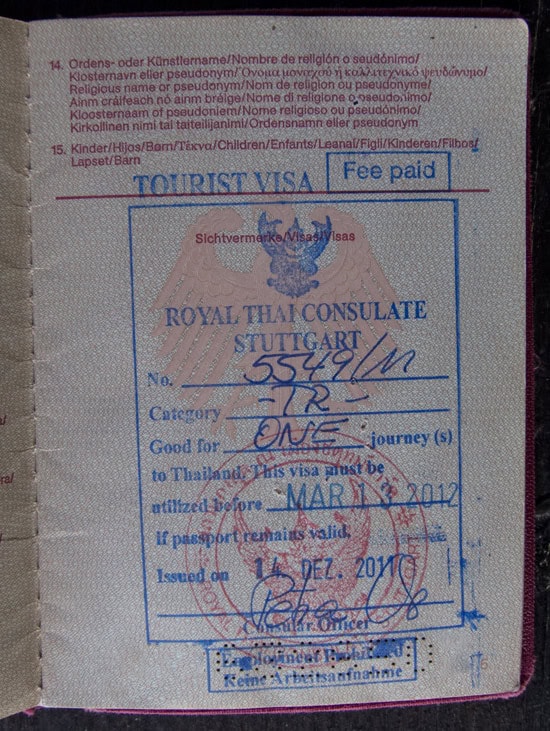 14. Ordens- oder Künstlername/Nombre de religión o seudónimo/
Klosternavn eller pseudonym/Όνομα μοναχού ή καλλιτεχνικό ψευδώνυμο/
Religious name or pseudonym/Nom de religion ou pseudonyme/
Ainm cráifeach nó ainm bréige/Nome di religione o pseudonimo/
Kloosternaam of pseudoniem/Nome religioso ou pseudónimo/
Kirkollinen nimi tai taiteilijanimi/Ordensnamn eller pseudonym
15. Kinder/Hijos/Børn/Τέκνα/Children/Enfants/Leanaí/Figli/Kinderen/Filhos/
Lapset/Barn
TOURIST VISA Fee paid
Sichtvermerke/Visas/Visas
ROYAL THAI CONSULATE
STUTTGART
No. 5549/M
Category -TR-
Good for ONE journey (s)
to Thailand. This visa must be
utilized before MAR 13 2012
if passport remains valid.
Issued on 14. DEZ. 2011
Consular Officer
Employment Prohibited
Keine Arbeitsaufnahme
6